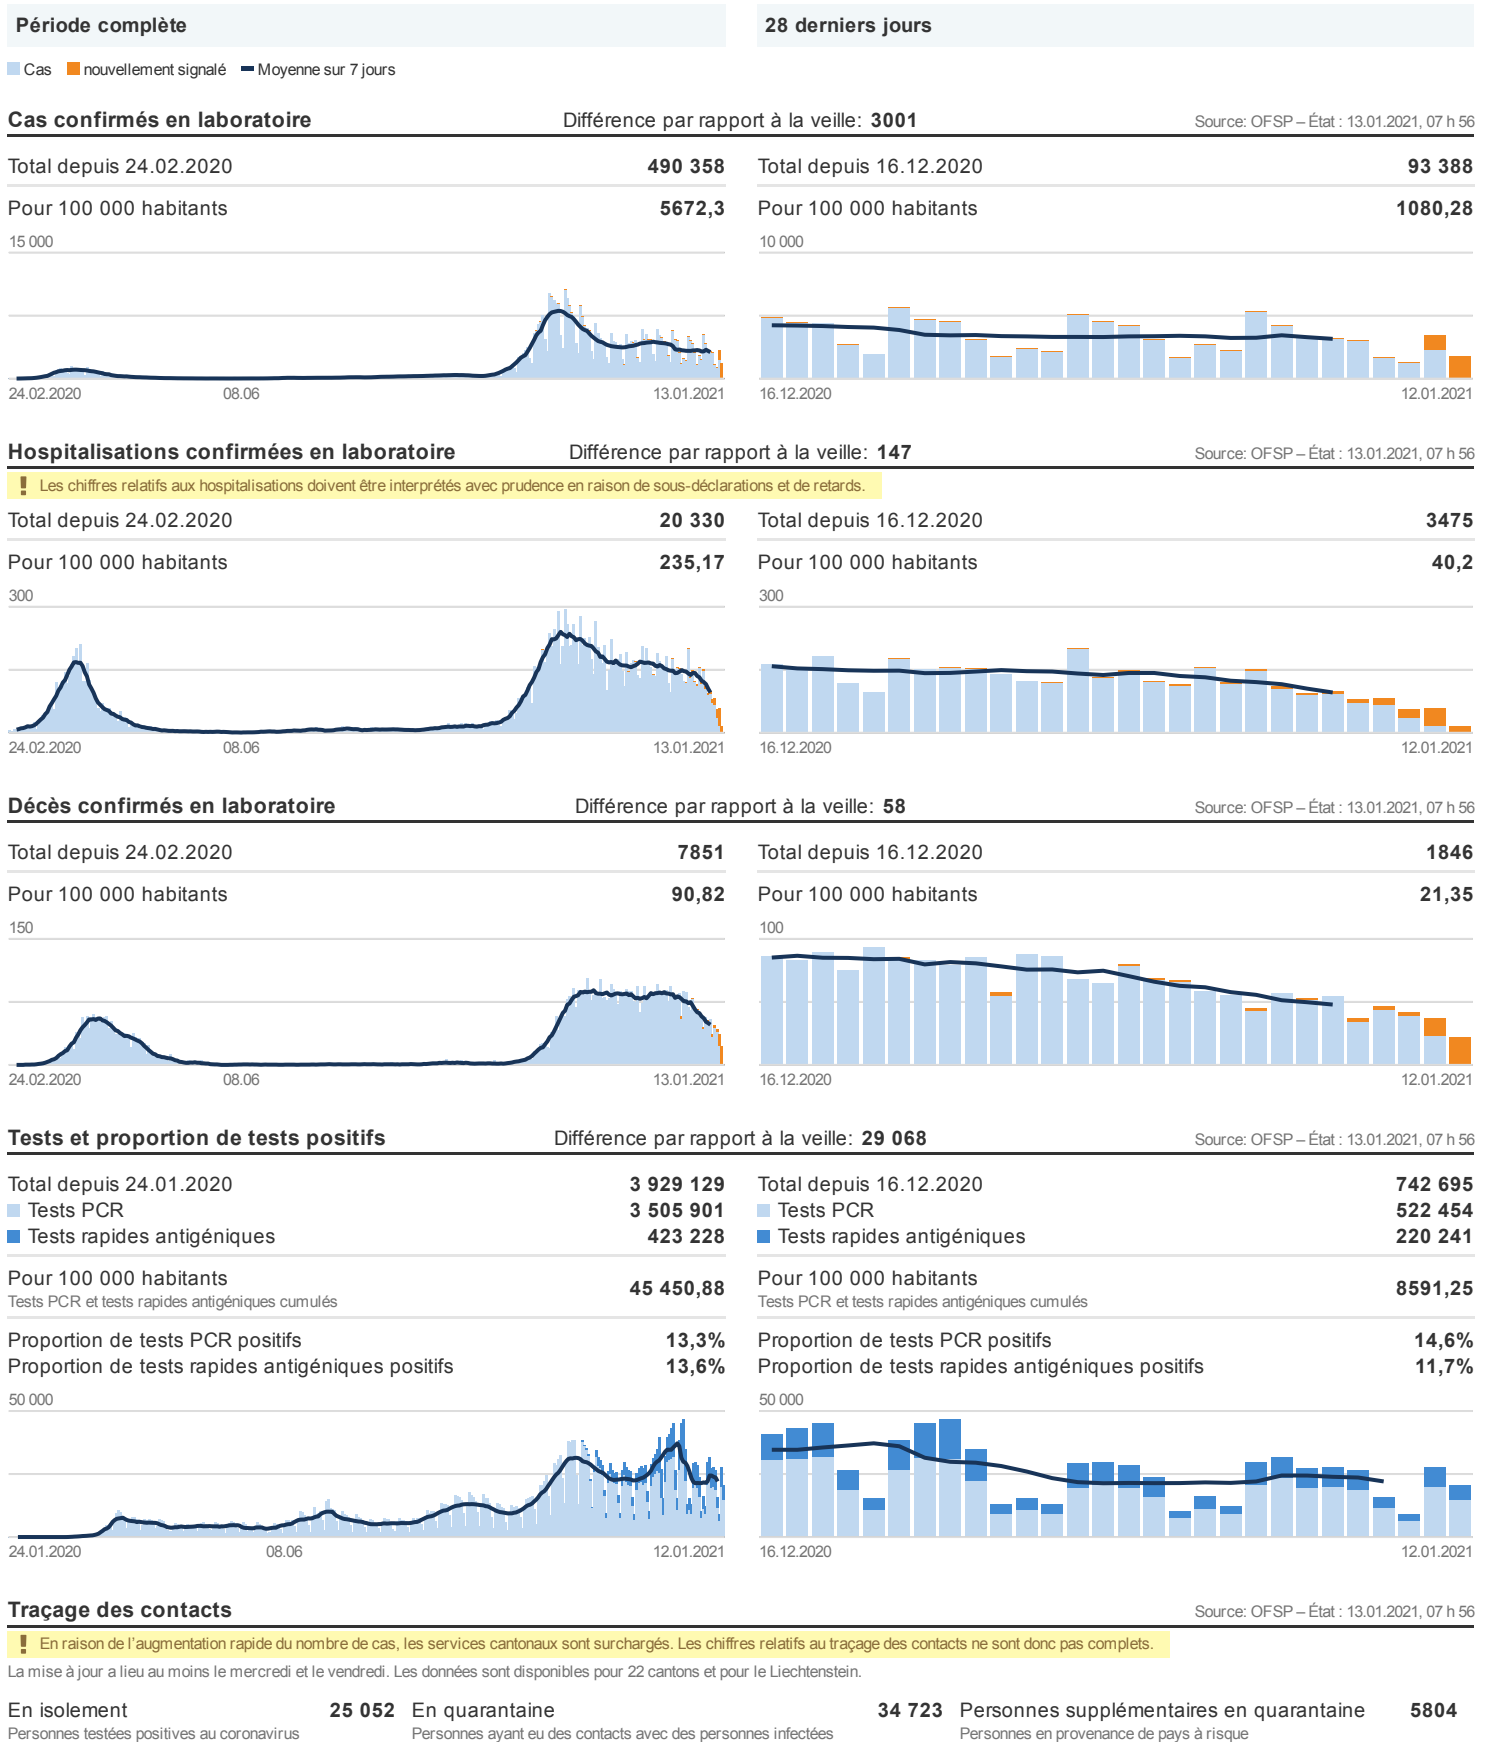 Période complète
28 derniers jours
Cas nouvellement signalé Moyenne sur 7 jours
Cas confirmés en laboratoire Différence par rapport à la veille: 3001 Source: OFSP – État : 13.01.2021, 07 h 56
Total depuis 24.02.2020 490 358
Pour 100 000 habitants 5672,3
15 000
24.02.2020 08.06 13.01.2021
Total depuis 16.12.2020 93 388
Pour 100 000 habitants 1080,28
10 000
16.12.2020 12.01.2021
Hospitalisations confirmées en laboratoire Différence par rapport à la veille: 147 Source: OFSP – État : 13.01.2021, 07 h 56
! Les chiffres relatifs aux hospitalisations doivent être interprétés avec prudence en raison de sous-déclarations et de retards.
Total depuis 24.02.2020 20 330
Pour 100 000 habitants 235,17
300
24.02.2020 08.06 13.01.2021
Total depuis 16.12.2020 3475
Pour 100 000 habitants 40,2
300
16.12.2020 12.01.2021
Décès confirmés en laboratoire Différence par rapport à la veille: 58 Source: OFSP – État : 13.01.2021, 07 h 56
Total depuis 24.02.2020 7851
Pour 100 000 habitants 90,82
150
24.02.2020 08.06 13.01.2021
Total depuis 16.12.2020 1846
Pour 100 000 habitants 21,35
100
16.12.2020 12.01.2021
Tests et proportion de tests positifs Différence par rapport à la veille: 29 068 Source: OFSP – État : 13.01.2021, 07 h 56
Total depuis 24.01.2020 3 929 129
Tests PCR 3 505 901
Tests rapides antigéniques 423 228
Pour 100 000 habitants 45 450,88
Tests PCR et tests rapides antigéniques cumulés
Proportion de tests PCR positifs 13,3%
Proportion de tests rapides antigéniques positifs 13,6%
50 000
24.01.2020 08.06 12.01.2021
Total depuis 16.12.2020 742 695
Tests PCR 522 454
Tests rapides antigéniques 220 241
Pour 100 000 habitants 8591,25
Tests PCR et tests rapides antigéniques cumulés
Proportion de tests PCR positifs 14,6%
Proportion de tests rapides antigéniques positifs 11,7%
50 000
16.12.2020 12.01.2021
Traçage des contacts Source: OFSP – État : 13.01.2021, 07 h 56
! En raison de l'augmentation rapide du nombre de cas, les services cantonaux sont surchargés. Les chiffres relatifs au traçage des contacts ne sont donc pas complets.
La mise à jour a lieu au moins le mercredi et le vendredi. Les données sont disponibles pour 22 cantons et pour le Liechtenstein.
En isolement 25 052
Personnes testées positives au coronavirus
En quarantaine 34 723
Personnes ayant eu des contacts avec des personnes infectées
Personnes supplémentaires en quarantaine 5804
Personnes en provenance de pays à risque